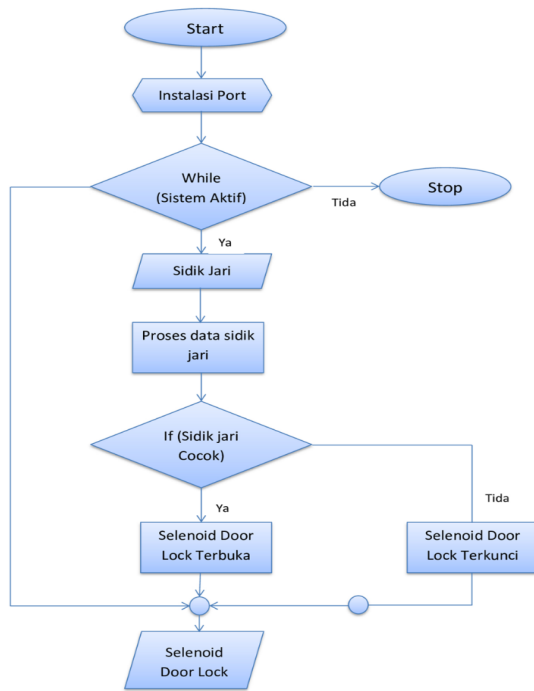 Start
Instalasi Port
While
(Sistem Aktif)
Tida
Stop
Ya
Sidik Jari
Proses data sidik
jari
If (Sidik jari
Cocok)
Tida
Ya
Selenoid Door
Lock Terbuka
Selenoid Door
Lock Terkunci
Selenoid
Door Lock